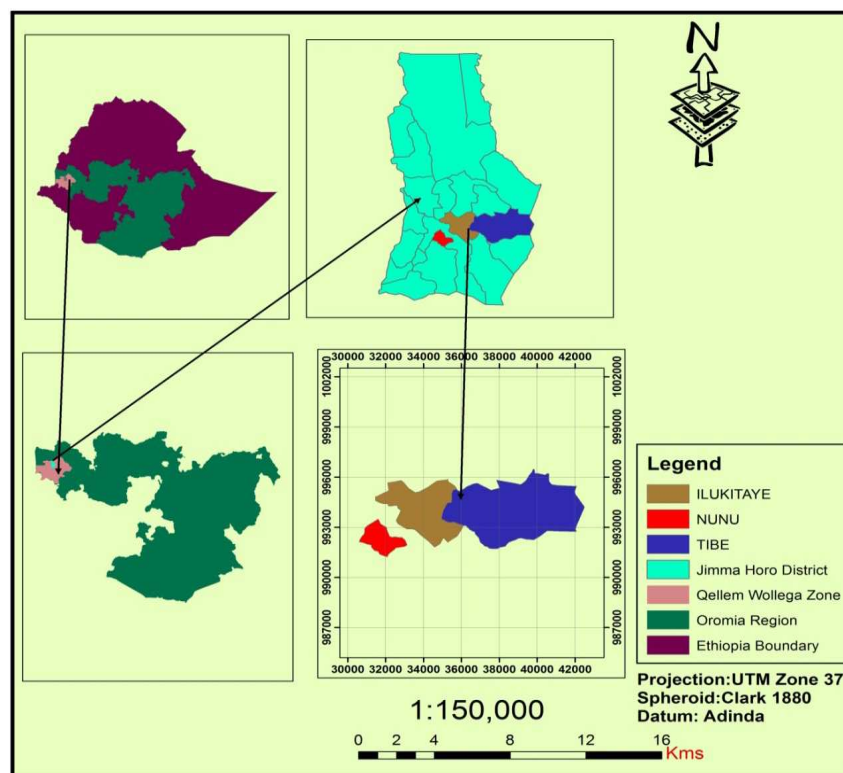 N
30000 32000 34000 36000 38000 40000 42000
1002000 1002000
999000 999000
996000 996000
993000 993000
990000 990000
987000 987000
30000 32000 34000 36000 38000 40000 42000
Legend
ILUKITAYE
NUNU
TIBE
Jimma Horo District
Qellem Wollega Zone
Oromia Region
Ethiopia Boundary
Projection:UTM Zone 37
Spheroid:Clark 1880
Datum: Adinda
1:150,000
0 2 4 8 12 16
Kms